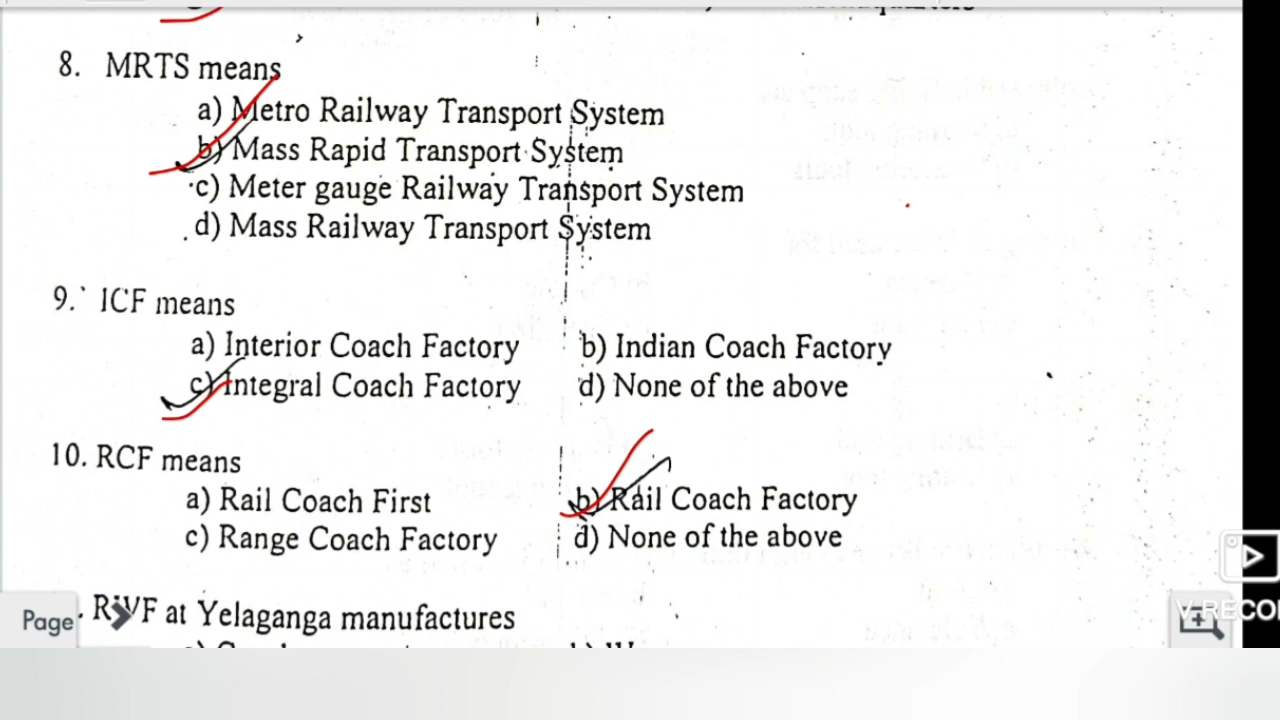 8. MRTS means
a) Metro Railway Transport System
b) Mass Rapid Transport System
c) Meter gauge Railway Transport System
d) Mass Railway Transport System
9. ICF means
a) Interior Coach Factory b) Indian Coach Factory
c) Integral Coach Factory d) None of the above
10. RCF means
a) Rail Coach First b) Rail Coach Factory
c) Range Coach Factory d) None of the above
Page RWF at Yelaganga manufactures
V RECO